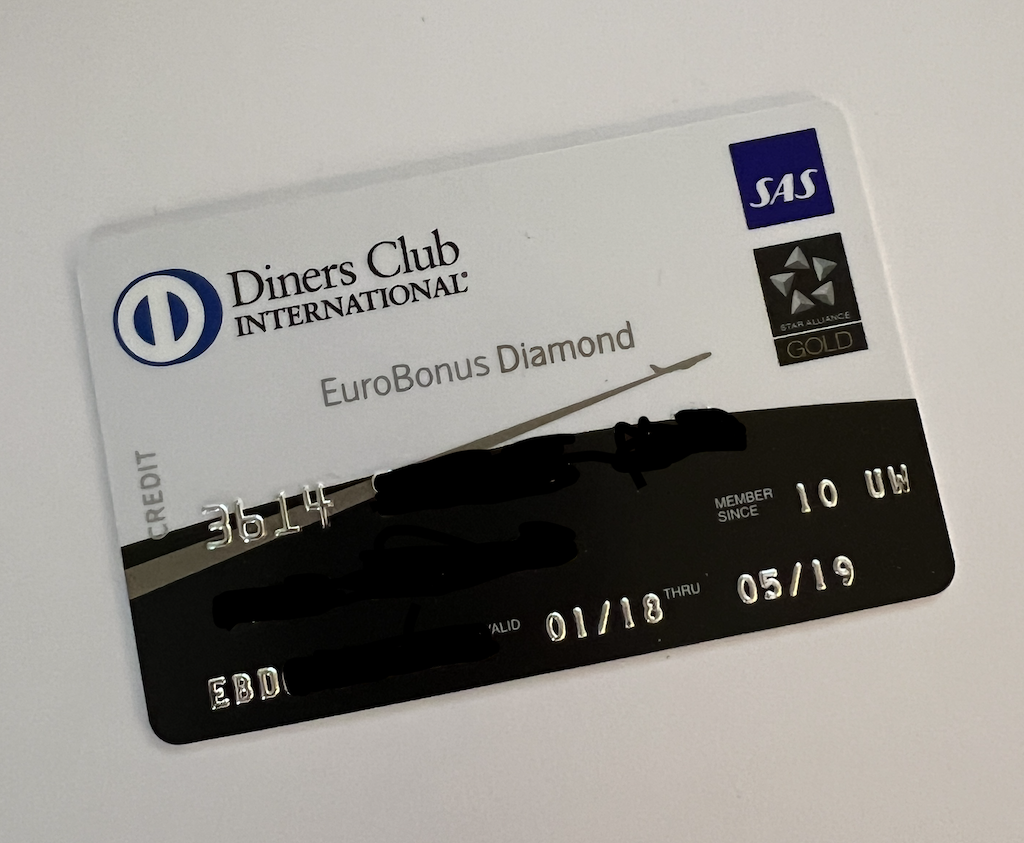 SAS
Diners Club
INTERNATIONAL®
STAR ALLIANCE
GOLD
EuroBonus Diamond
CREDIT
3614
MEMBER SINCE 10 UW
VALID 01/18 THRU 05/19
EBD